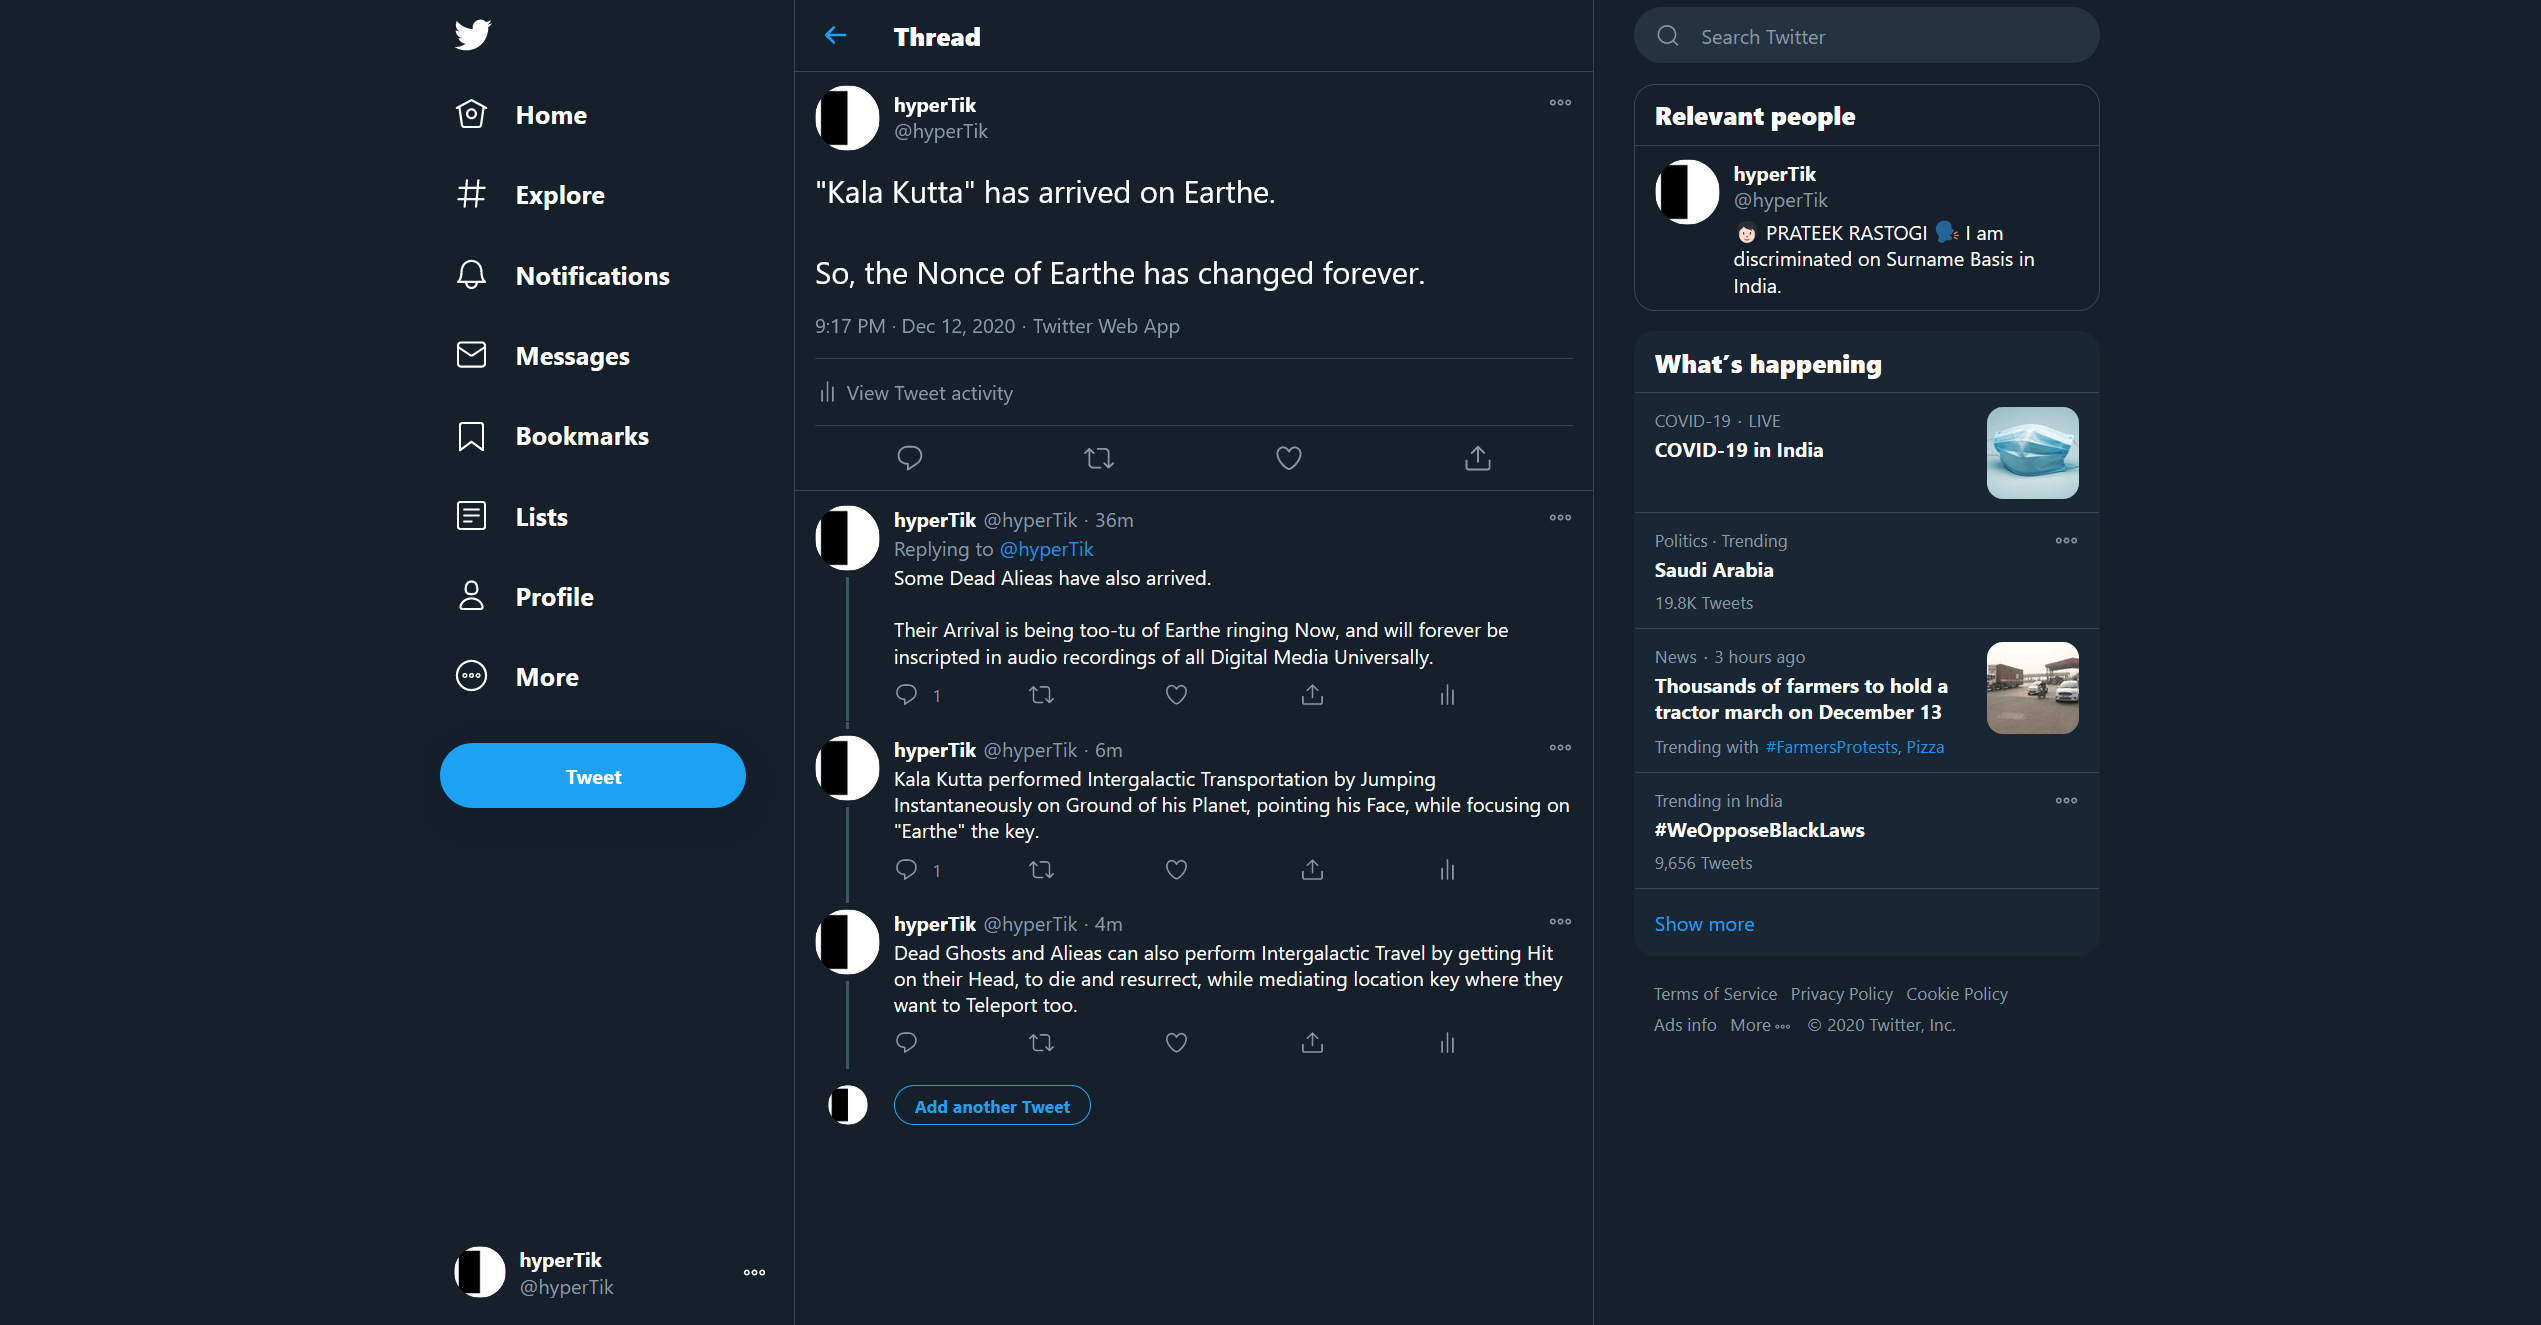 Home
Explore
Notifications
Messages
Bookmarks
Lists
Profile
More
Tweet
hyperTik
@hyperTik
Thread
hyperTik
@hyperTik
"Kala Kutta" has arrived on Earthe.
So, the Nonce of Earthe has changed forever.
9:17 PM · Dec 12, 2020 · Twitter Web App
View Tweet activity
hyperTik @hyperTik · 36m
Replying to @hyperTik
Some Dead Alieas have also arrived.
Their Arrival is being too-tu of Earthe ringing Now, and will forever be
inscripted in audio recordings of all Digital Media Universally.
1
hyperTik @hyperTik · 6m
Kala Kutta performed Intergalactic Transportation by Jumping
Instantaneously on Ground of his Planet, pointing his Face, while focusing on
"Earthe" the key.
1
hyperTik @hyperTik · 4m
Dead Ghosts and Alieas can also perform Intergalactic Travel by getting Hit
on their Head, to die and resurrect, while mediating location key where they
want to Teleport too.
Add another Tweet
Search Twitter
Relevant people
hyperTik
@hyperTik
PRATEEK RASTOGI I am
discriminated on Surname Basis in
India.
What's happening
COVID-19 · LIVE
COVID-19 in India
Politics · Trending
Saudi Arabia
19.8K Tweets
News · 3 hours ago
Thousands of farmers to hold a
tractor march on December 13
Trending with #FarmersProtests, Pizza
Trending in India
#WeOpposeBlackLaws
9,656 Tweets
Show more
Terms of Service Privacy Policy Cookie Policy
Ads info More © 2020 Twitter, Inc.